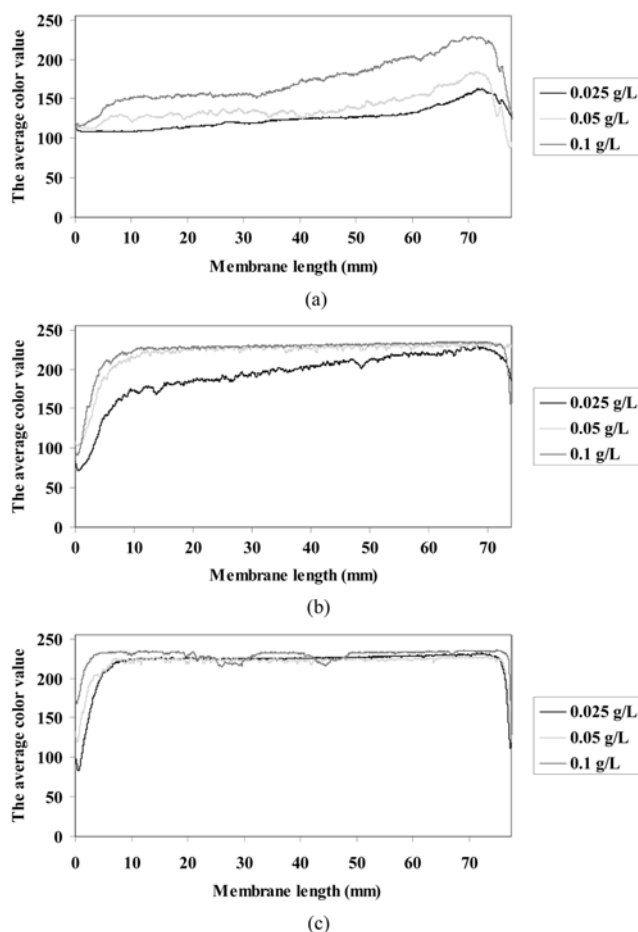 The average color value
250
200
150
100
50
0
0 10 20 30 40 50 60 70
Membrane length (mm)
0.025 g/L
0.05 g/L
0.1 g/L
(a)
The average color value
250
200
150
100
50
0
0 10 20 30 40 50 60 70
Membrane length (mm)
0.025 g/L
0.05 g/L
0.1 g/L
(b)
The average color value
250
200
150
100
50
0
0 10 20 30 40 50 60 70
Membrane length (mm)
0.025 g/L
0.05 g/L
0.1 g/L
(c)